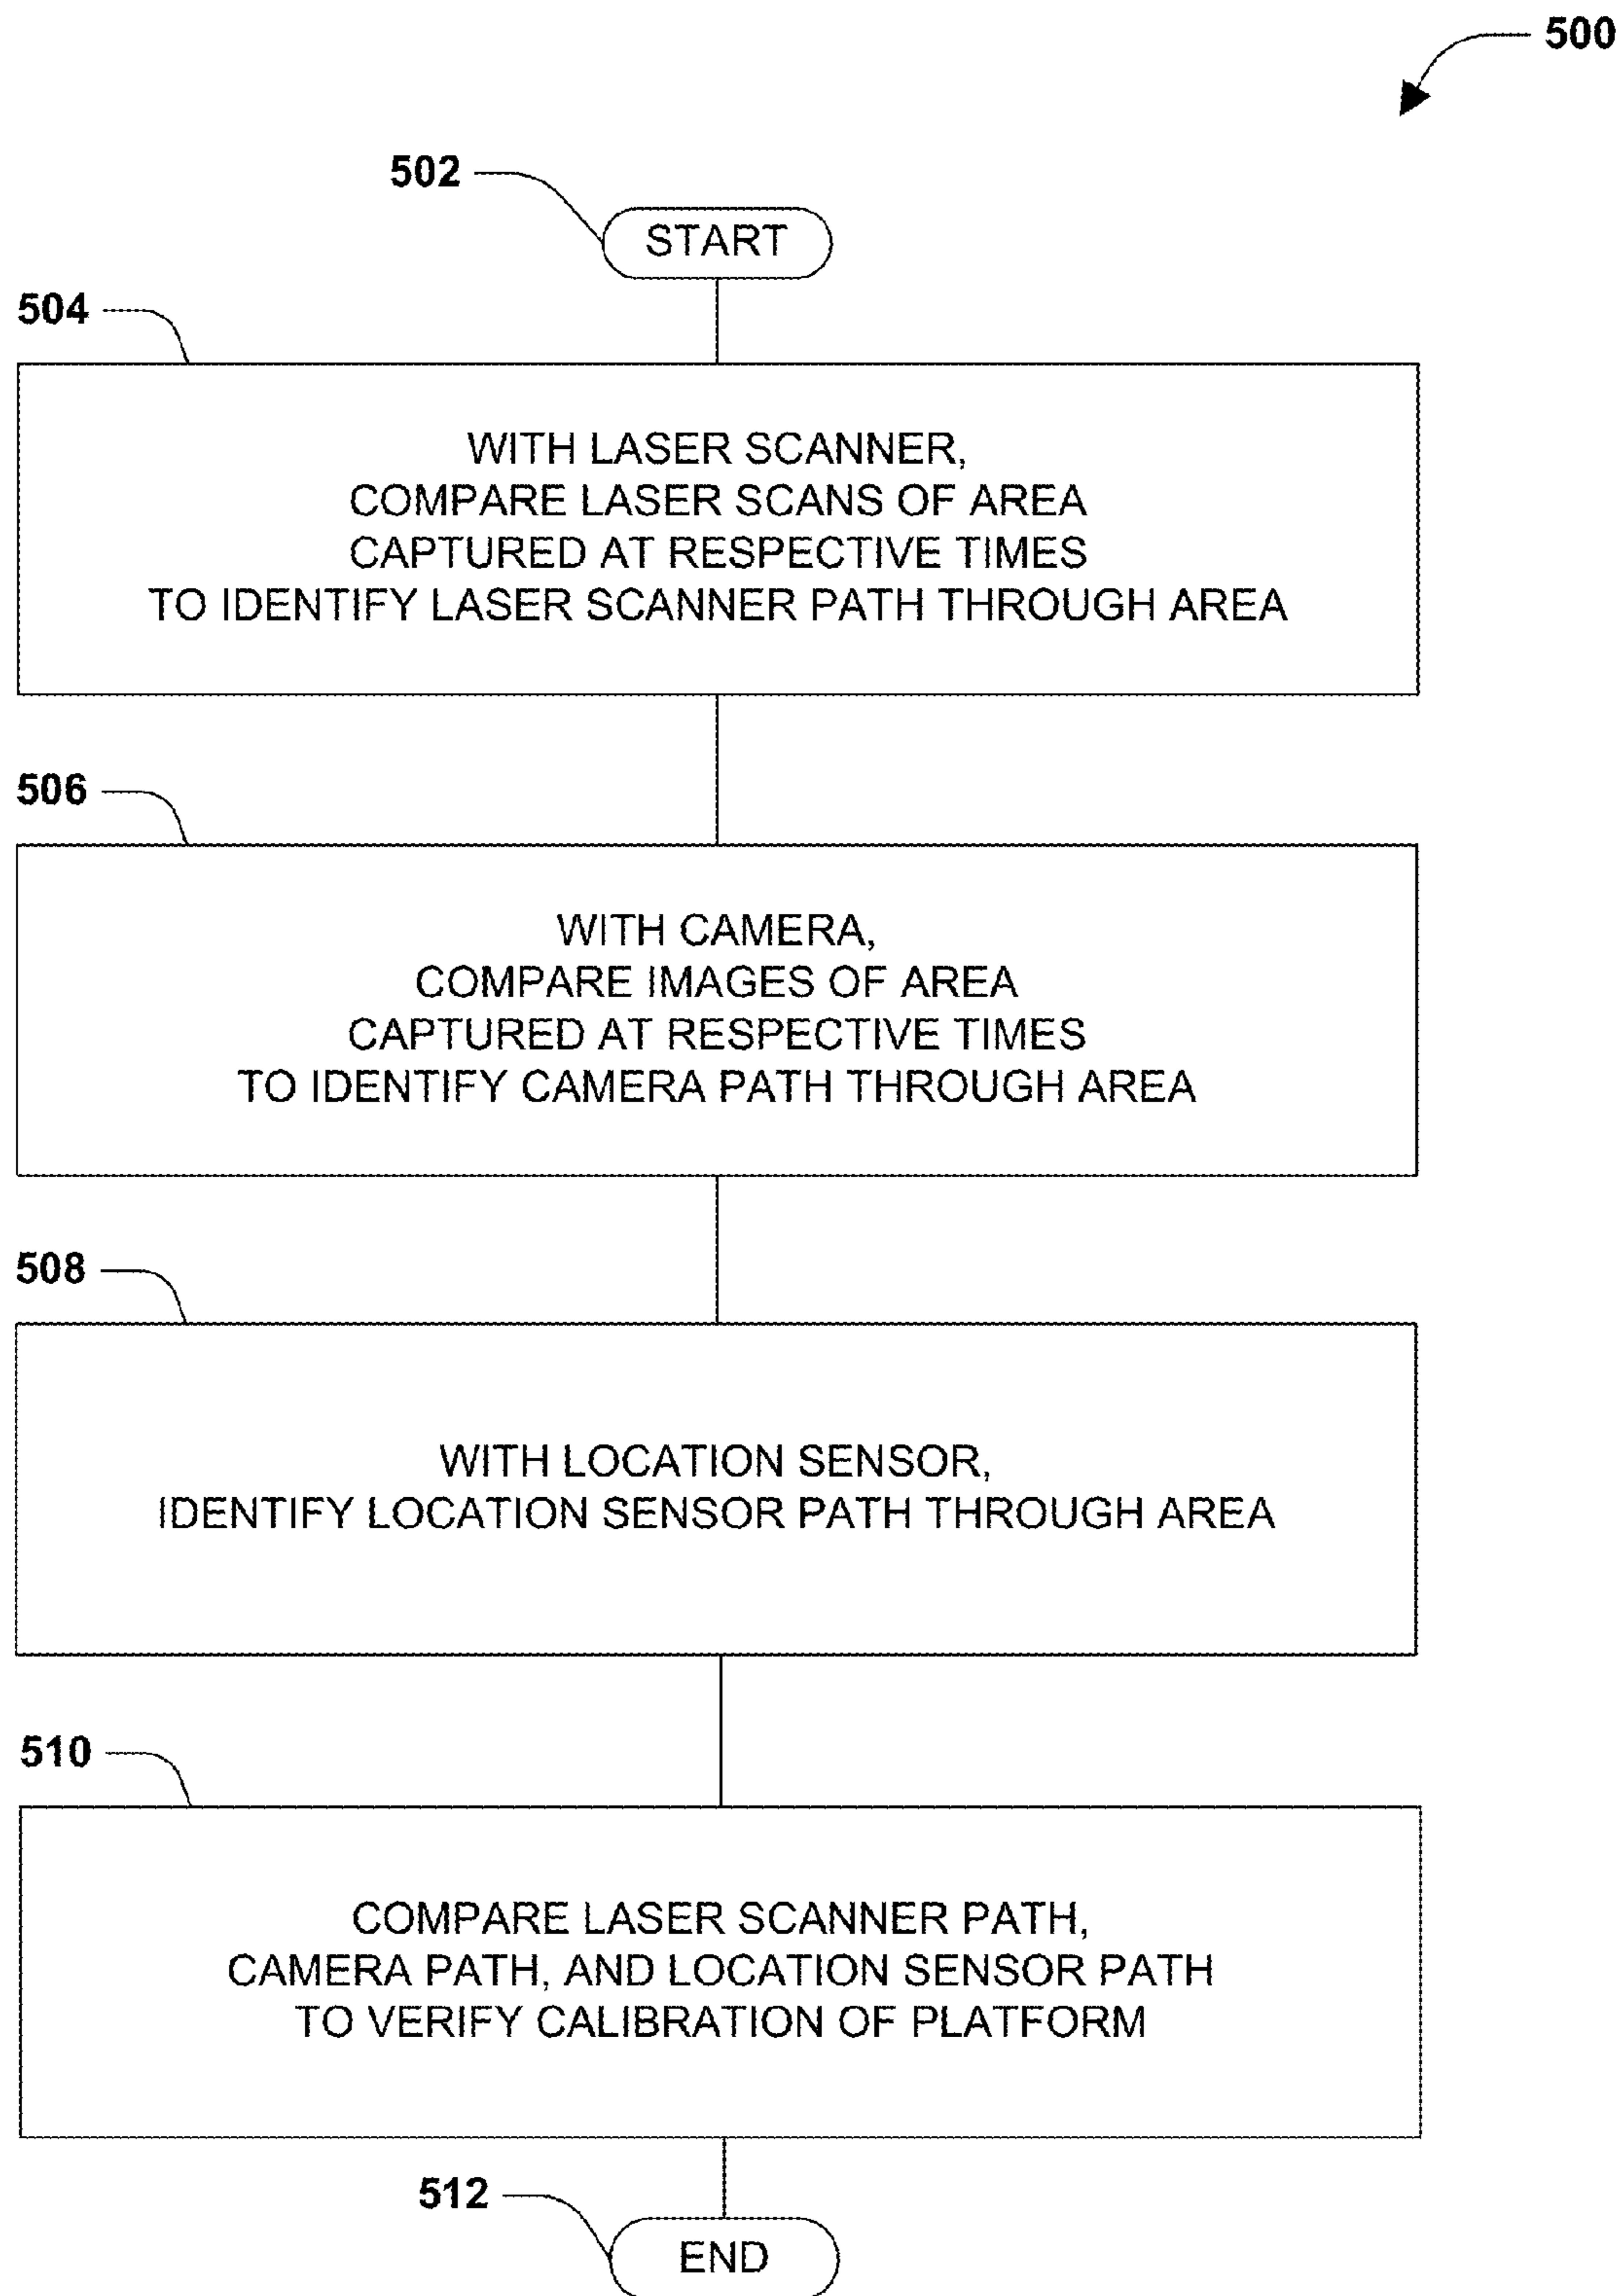 500
502
START
504
WITH LASER SCANNER,
COMPARE LASER SCANS OF AREA
CAPTURED AT RESPECTIVE TIMES
TO IDENTIFY LASER SCANNER PATH THROUGH AREA
506
WITH CAMERA,
COMPARE IMAGES OF AREA
CAPTURED AT RESPECTIVE TIMES
TO IDENTIFY CAMERA PATH THROUGH AREA
508
WITH LOCATION SENSOR,
IDENTIFY LOCATION SENSOR PATH THROUGH AREA
510
COMPARE LASER SCANNER PATH,
CAMERA PATH, AND LOCATION SENSOR PATH
TO VERIFY CALIBRATION OF PLATFORM
512
END